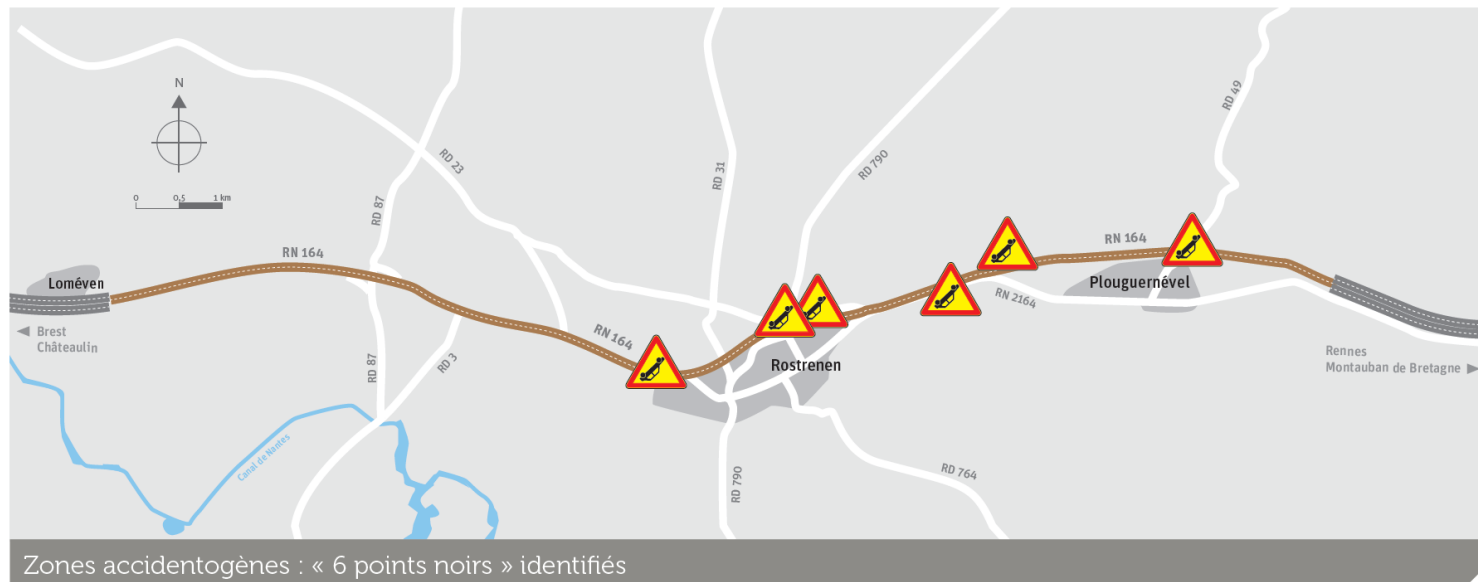 N
0
0,5
1 km
RD 23
RD 31
RD 790
RD 49
RD 87
RN 164
RN 164
Loméven
Plouguernével
RN 2164
Brest
Châteaulin
RN 164
RD 87
RD 3
Rostrenen
Rennes
Montauban de Bretagne
Canal de Nantes
RD 790
RD 764
Zones accidentogènes : « 6 points noirs » identifiés